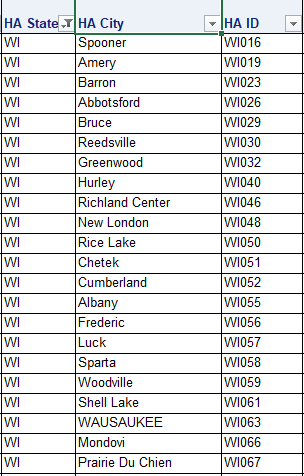 HA State HA City HA ID
WI Spooner WI016
WI Amery WI019
WI Barron WI023
WI Abbotsford WI026
WI Bruce WI029
WI Reedsville WI030
WI Greenwood WI032
WI Hurley WI040
WI Richland Center WI046
WI New London WI048
WI Rice Lake WI050
WI Chetek WI051
WI Cumberland WI052
WI Albany WI055
WI Frederic WI056
WI Luck WI057
WI Sparta WI058
WI Woodville WI059
WI Shell Lake WI061
WI WAUSAUKEE WI063
WI Mondovi WI066
WI Prairie Du Chien WI067